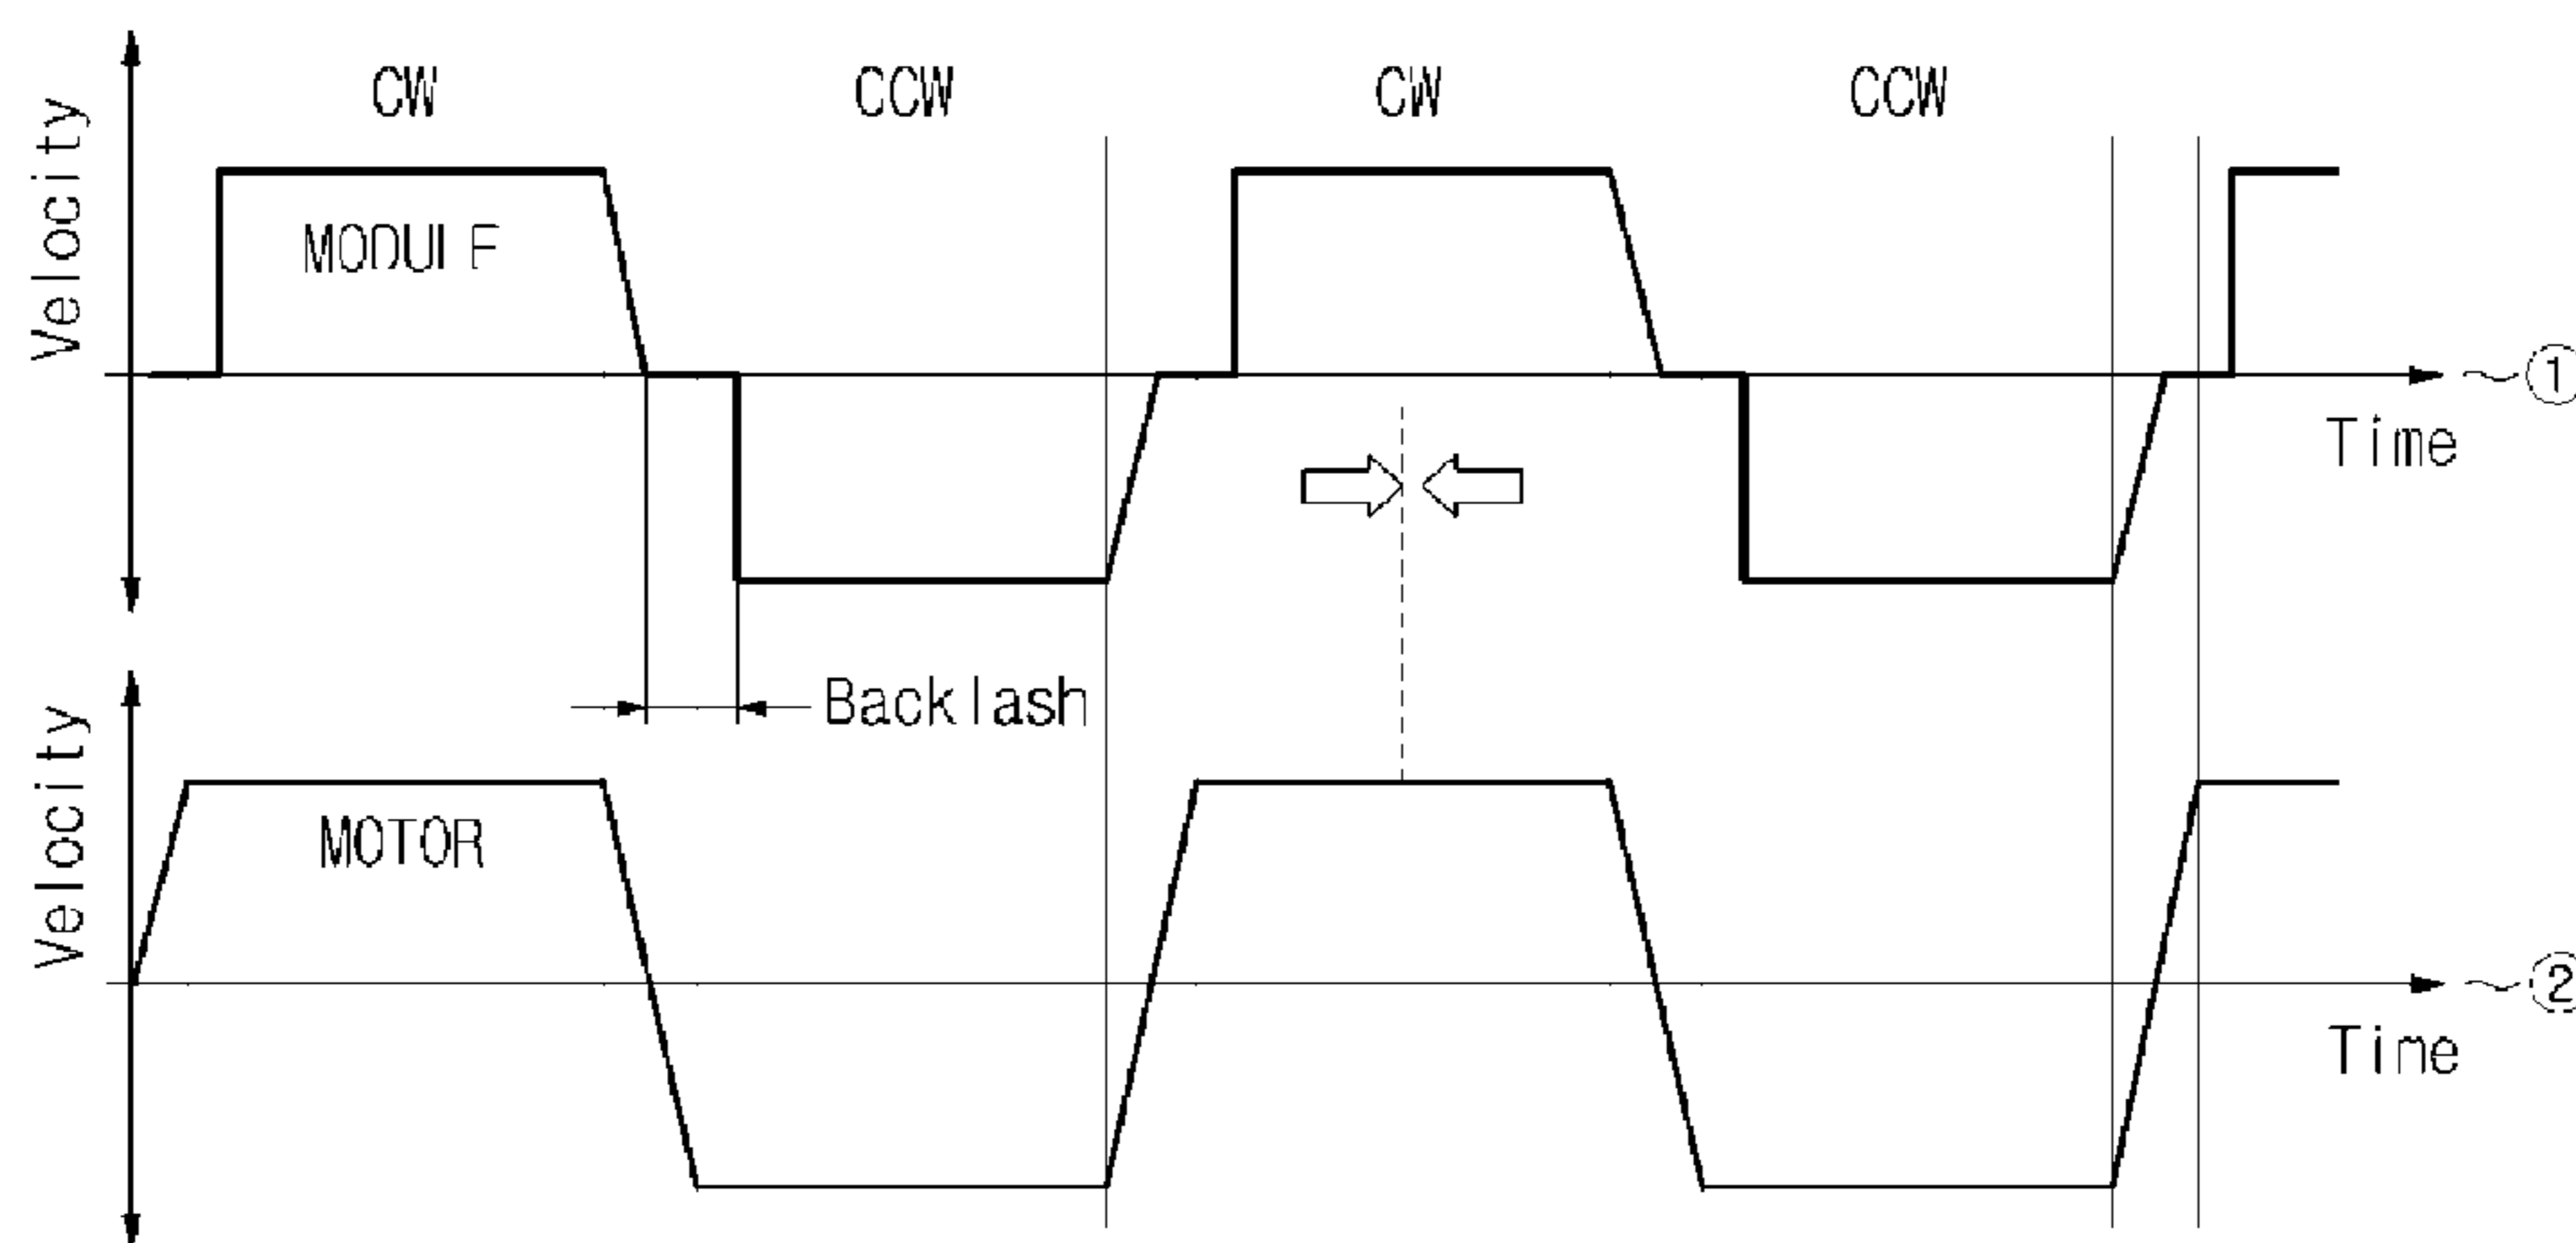 CW CCW CW CCW
Velocity
MODULE
①
Time
Backlash
Velocity
MOTOR
②
Time